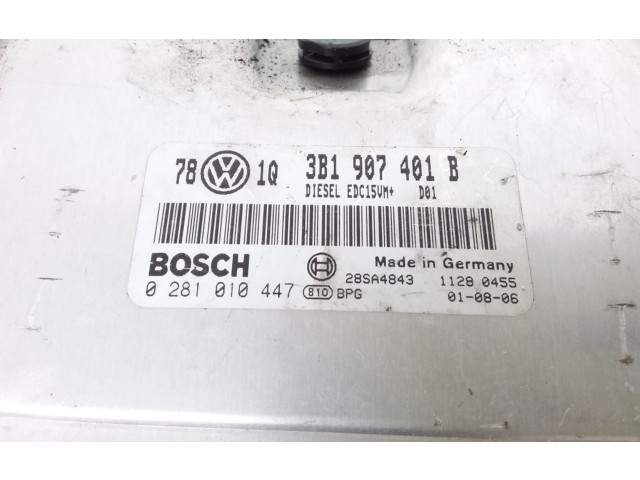 78 VW 1Q 3B1 907 401 B
DIESEL EDC15VM+ D01
BOSCH Made in Germany
28SA4843 1128 0455
0 281 010 447 810 BPG 01-08-06